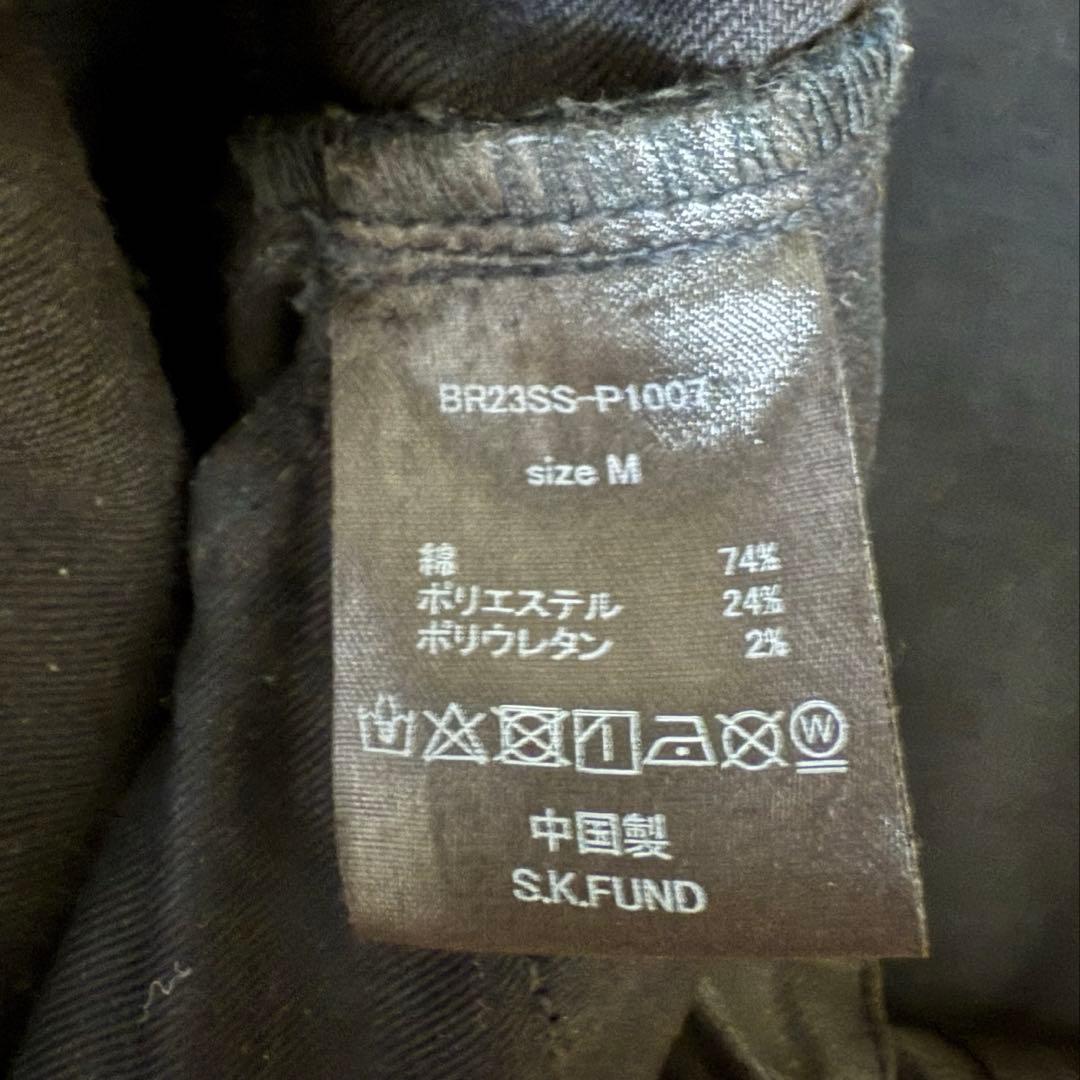 BR23SS-P1007
size M
綿 74%
ポリエステル 24%
ポリウレタン 2%
W
中国製
S.K.FUND